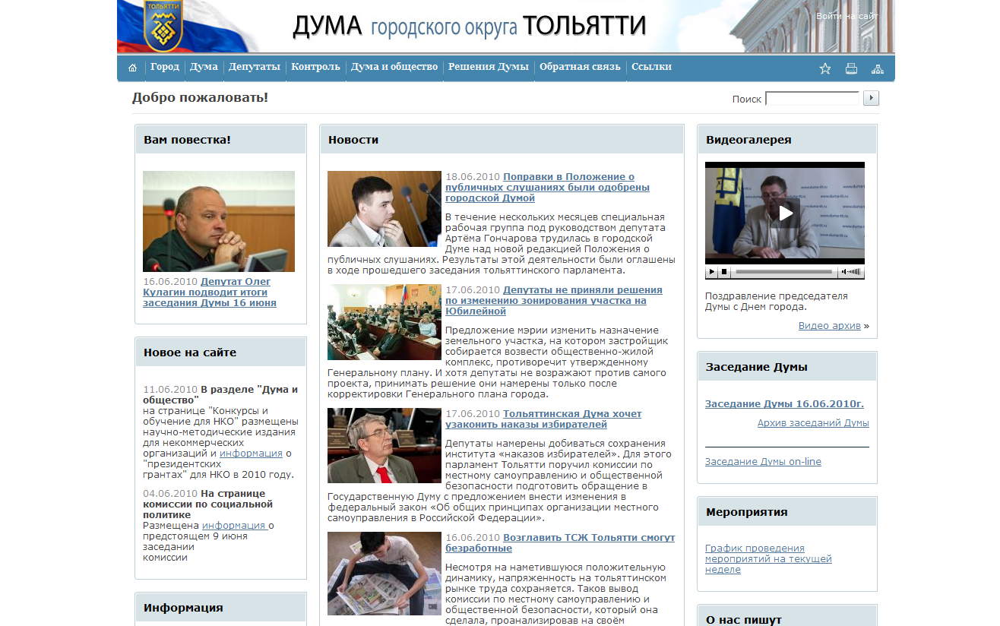 ТОЛЬЯТТИ
ДУМА городского округа ТОЛЬЯТТИ
Войти на сайт
Город Дума Депутаты Контроль Дума и общество Решения Думы Обратная связь Ссылки
Добро пожаловать!
Поиск
Вам повестка!
16.06.2010 Депутат Олег
Кулагин подводит итоги
заседания Думы 16 июня
Новое на сайте
11.06.2010 В разделе "Дума и
общество"
на странице "Конкурсы и
обучение для НКО" размещены
научно-методические издания
для некоммерческих
организаций и информация о
"президентских
грантах" для НКО в 2010 году.
04.06.2010 На странице
комиссии по социальной
политике
Размещена информация о
предстоящем 9 июня
заседании
комиссии
Информация
Новости
18.06.2010 Поправки в Положение о
публичных слушаниях были одобрены
городской Думой
В течение нескольких месяцев специальная
рабочая группа под руководством депутата
Артёма Гончарова трудилась в городской
Думе над новой редакцией Положения о
публичных слушаниях. Результаты этой деятельности были оглашены
в ходе прошедшего заседания тольяттинского парламента.
17.06.2010 Депутаты не приняли решения
по изменению зонирования участка на
Юбилейной
Предложение мэрии изменить назначение
земельного участка, на котором застройщик
собирается возвести общественно-жилой
комплекс, противоречит утвержденному
Генеральному плану. И хотя депутаты не возражают против самого
проекта, принимать решение они намерены только после
корректировки Генерального плана города.
17.06.2010 Тольяттинская Дума хочет
узаконить наказы избирателей
Депутаты намерены добиваться сохранения
института «наказов избирателей». Для этого
парламент Тольятти поручил комиссии по
местному самоуправлению и общественной
безопасности подготовить обращение в
Государственную Думу с предложением внести изменения в
федеральный закон «Об общих принципах организации местного
самоуправления в Российской Федерации».
16.06.2010 Возглавить ТСЖ Тольятти смогут
безработные
Несмотря на наметившуюся положительную
динамику, напряженность на тольяттинском
рынке труда сохраняется. Таков вывод
комиссии по местному самоуправлению и
общественной безопасности, который она
сделала, проанализировав на своём
Видеогалерея
Поздравление председателя
Думы с Днем города.
Видео архив »
Заседание Думы
Заседание Думы 16.06.2010г.
Архив заседаний Думы
Заседание Думы on-line
Мероприятия
График проведения
мероприятий на текущей
неделе
О нас пишут